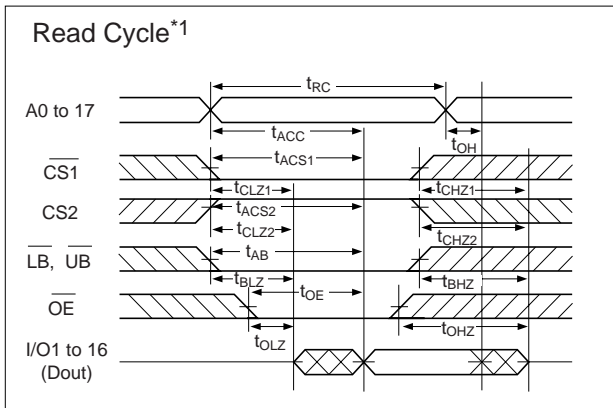 Read Cycle*1
tRC
A0 to 17
tACC
tOH
tACS1
CS1
tCLZ1
tCHZ1
CS2
tACS2
tCLZ2
tCHZ2
LB, UB
tAB
tBLZ
tBHZ
tOE
OE
tOLZ
tOHZ
I/O1 to 16
(Dout)